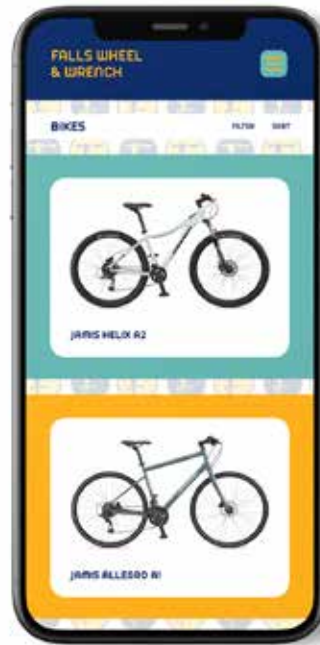 FALLS WHEEL
& WRENCH
BIKES
FILTER SORT
JAMIS HELIX A2
JAMIS ALLEGRO A1